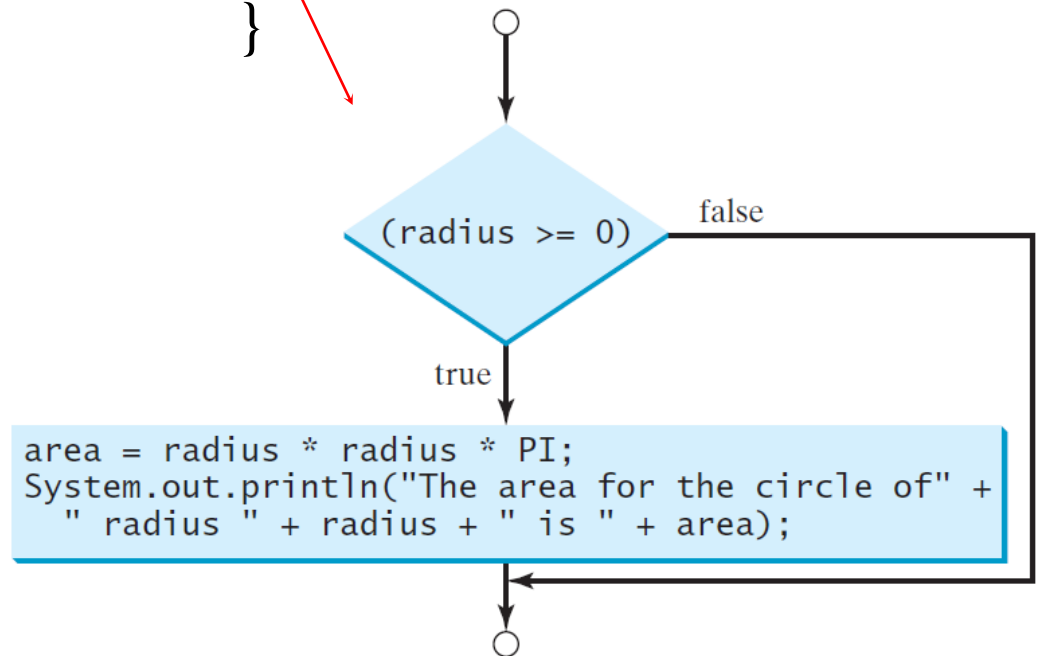 }
(radius >= 0)
false
true
area = radius * radius * PI;
System.out.println("The area for the circle of" +
" radius " + radius + " is " + area);